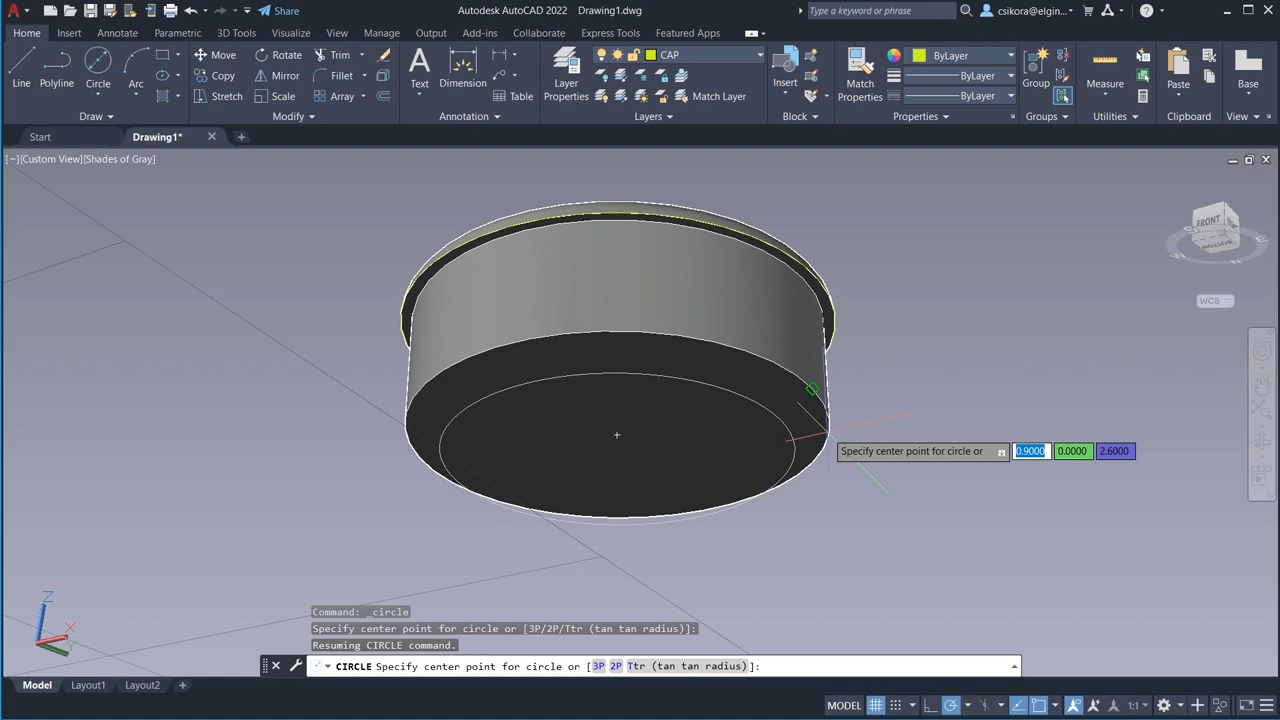 Share
Autodesk AutoCAD 2022 Drawing1.dwg
Type a keyword or phrase
csikora@elgin...
Home Insert Annotate Parametric 3D Tools Visualize View Manage Output Add-ins Collaborate Express Tools Featured Apps
Line Polyline Circle Arc
Move Rotate Trim
Copy Mirror Fillet
Stretch Scale Array
Text Dimension
Table
Layer Properties
CAP
Match Layer
Insert
Match Properties
ByLayer
ByLayer
ByLayer
Group
Measure
Paste
Base
Draw Modify Annotation Layers Block Properties Groups Utilities Clipboard View
Start Drawing1*
[−][Custom View][Shades of Gray]
FRONT
BOTTOM
S E W
WCS
Specify center point for circle or 0.9000 0.0000 2.6000
Z
X
Y
Command: _circle
Specify center point for circle or [3P/2P/Ttr (tan tan radius)]:
Resuming CIRCLE command.
CIRCLE Specify center point for circle or [3P 2P Ttr (tan tan radius)]:
Model Layout1 Layout2
MODEL 1:1